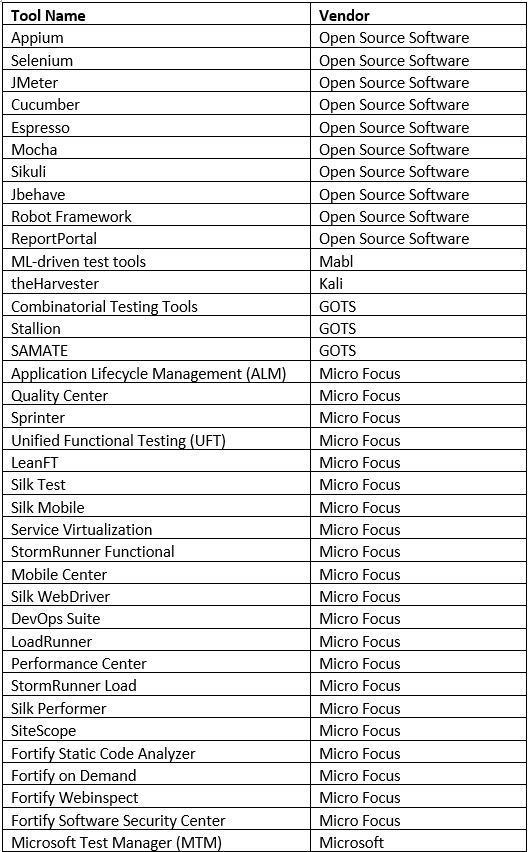 Tool Name Vendor
Appium Open Source Software
Selenium Open Source Software
JMeter Open Source Software
Cucumber Open Source Software
Espresso Open Source Software
Mocha Open Source Software
Sikuli Open Source Software
Jbehave Open Source Software
Robot Framework Open Source Software
ReportPortal Open Source Software
ML-driven test tools Mabl
theHarvester Kali
Combinatorial Testing Tools GOTS
Stallion GOTS
SAMATE GOTS
Application Lifecycle Management (ALM) Micro Focus
Quality Center Micro Focus
Sprinter Micro Focus
Unified Functional Testing (UFT) Micro Focus
LeanFT Micro Focus
Silk Test Micro Focus
Silk Mobile Micro Focus
Service Virtualization Micro Focus
StormRunner Functional Micro Focus
Mobile Center Micro Focus
Silk WebDriver Micro Focus
DevOps Suite Micro Focus
LoadRunner Micro Focus
Performance Center Micro Focus
StormRunner Load Micro Focus
Silk Performer Micro Focus
SiteScope Micro Focus
Fortify Static Code Analyzer Micro Focus
Fortify on Demand Micro Focus
Fortify Webinspect Micro Focus
Fortify Software Security Center Micro Focus
Microsoft Test Manager (MTM) Microsoft